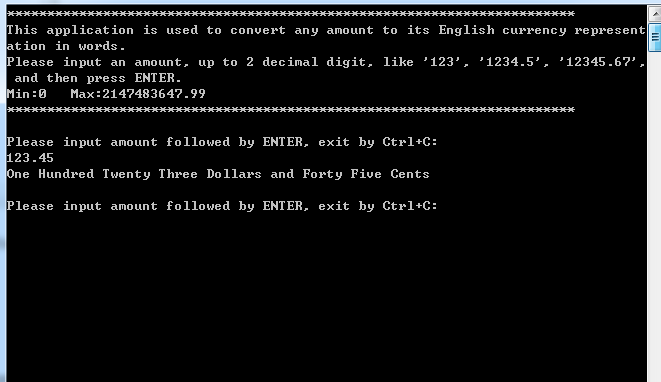 ************************************************************************
This application is used to convert any amount to its English currency represent
ation in words.
Please input an amount, up to 2 decimal digit, like '123', '1234.5', '12345.67',
 and then press ENTER.
Min:0   Max:2147483647.99
************************************************************************
Please input amount followed by ENTER, exit by Ctrl+C:
123.45
One Hundred Twenty Three Dollars and Forty Five Cents
Please input amount followed by ENTER, exit by Ctrl+C: